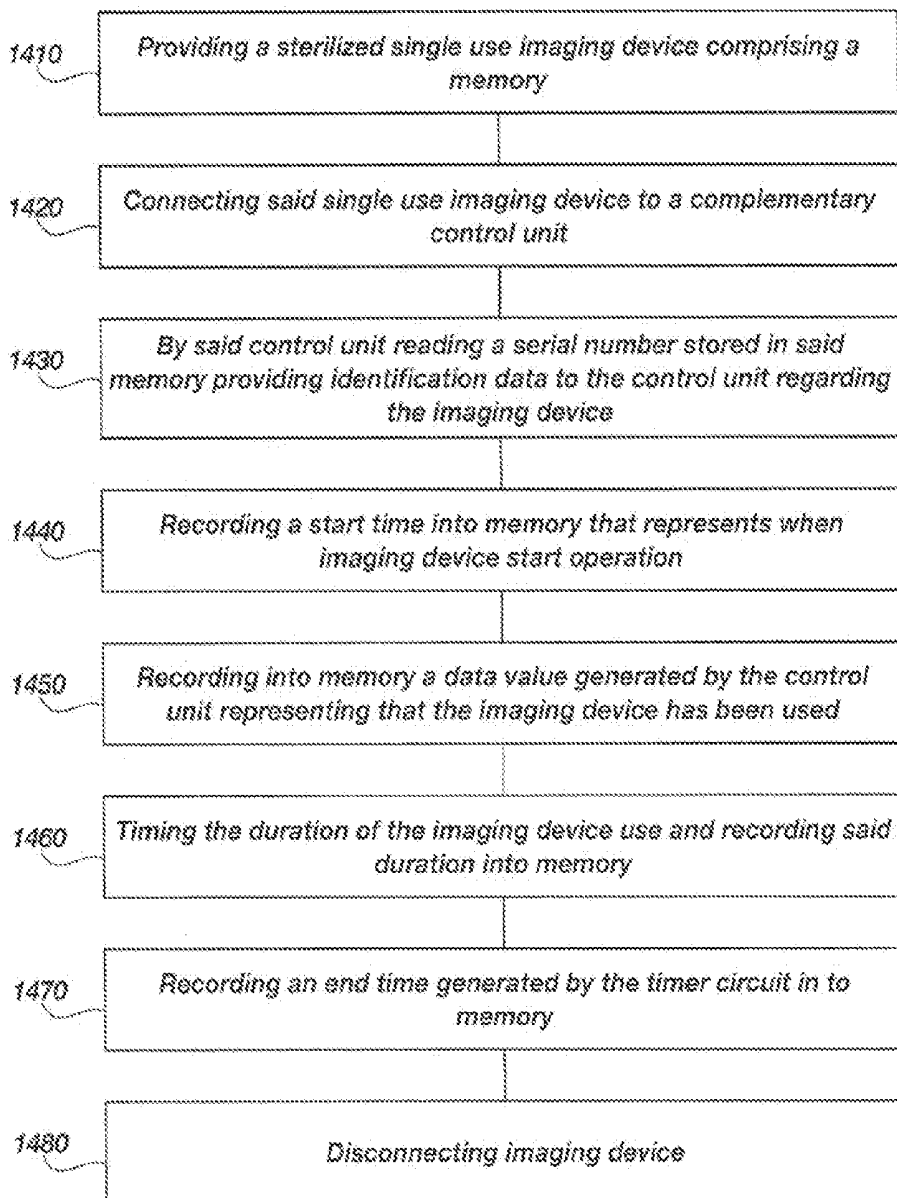 1410
Providing a sterilized single use imaging device comprising a
memory
1420
Connecting said single use imaging device to a complementary
control unit
1430
By said control unit reading a serial number stored in said
memory providing identification data to the control unit regarding
the imaging device
1440
Recording a start time into memory that represents when
imaging device start operation
1450
Recording into memory a data value generated by the control
unit representing that the imaging device has been used
1460
Timing the duration of the imaging device use and recording said
duration into memory
1470
Recording an end time generated by the timer circuit in to
memory
1480
Disconnecting imaging device